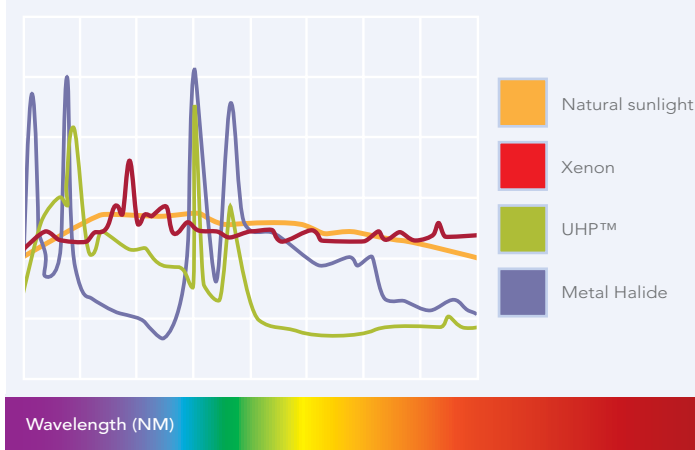 Natural sunlight
Xenon
UHP™
Metal Halide
Wavelength (NM)